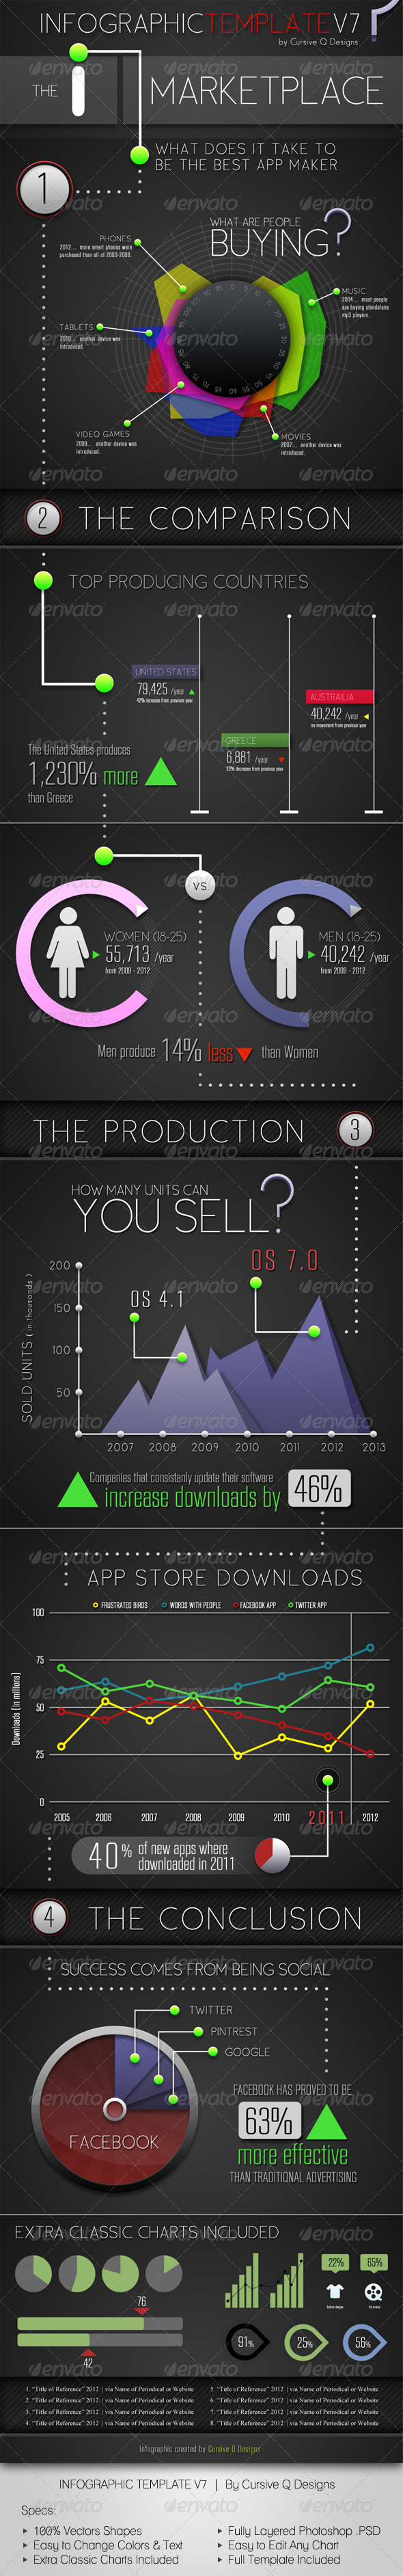 INFOGRAPHICTEMPLATEV7
by Cursive Q Designs
THE iT MARKETPLACE
WHAT DOES IT TAKE TO
BE THE BEST APP MAKER
1
WHAT ARE PEOPLE
BUYING?
PHONES
2012... more smart phones were
purchased than all of 2000-2008.
MUSIC
2004... most people
are buying standalone
mp3 players.
TABLETS
2010... another device was
introduced.
VIDEO GAMES
2009... another device was
introduced.
MOVIES
2007... another device was
introduced.
2
THE COMPARISON
TOP PRODUCING COUNTRIES
UNITED STATES
79,425 /year
42% increase from previous year
AUSTRAILIA
40,242 /year
no movement from previous year
GREECE
6,881 /year
The United States produces
1,230% more
than Greece
VS.
WOMEN (18-25)
55,713 /year
from 2009 - 2012
MEN (18-25)
40,242 /year
from 2009 - 2012
Men produce 14% less than Women
THE PRODUCTION
3
HOW MANY UNITS CAN
YOU SELL?
OS 7.0
OS 4.1
SOLD UNITS (in thousands)
200
150
100
50
2007 2008 2009 2010 2011 2012 2013
Companies that consistanly update their software
increase downloads by 46%
APP STORE DOWNLOADS
FRUSTRATED BIRDS WORDS WITH PEOPLE FACEBOOK APP TWITTER APP
Downloads (in millions)
100
75
50
25
0
2005 2006 2007 2008 2009 2010 2011 2012
40% of new apps where
downloaded in 2011
4
THE CONCLUSION
SUCCESS COMES FROM BEING SOCIAL
TWITTER
PINTREST
GOOGLE
FACEBOOK
FACEBOOK HAS PROVED TO BE
63%
more effective
THAN TRADITIONAL ADVERTISING
EXTRA CLASSIC CHARTS INCLUDED
76
42
22%
65%
91%
25%
56%
1. "Title of Reference" 2012 | via Name of Periodical or Website
2. "Title of Reference" 2012 | via Name of Periodical or Website
3. "Title of Reference" 2012 | via Name of Periodical or Website
4. "Title of Reference" 2012 | via Name of Periodical or Website
5. "Title of Reference" 2012 | via Name of Periodical or Website
6. "Title of Reference" 2012 | via Name of Periodical or Website
7. "Title of Reference" 2012 | via Name of Periodical or Website
8. "Title of Reference" 2012 | via Name of Periodical or Website
Infographic created by Cursive Q Designs
INFOGRAPHIC TEMPLATE V7 | By Cursive Q Designs
Specs:
100% Vectors Shapes
Easy to Change Colors & Text
Extra Classic Charts Included
Fully Layered Photoshop .PSD
Easy to Edit Any Chart
Full Template Included
envato